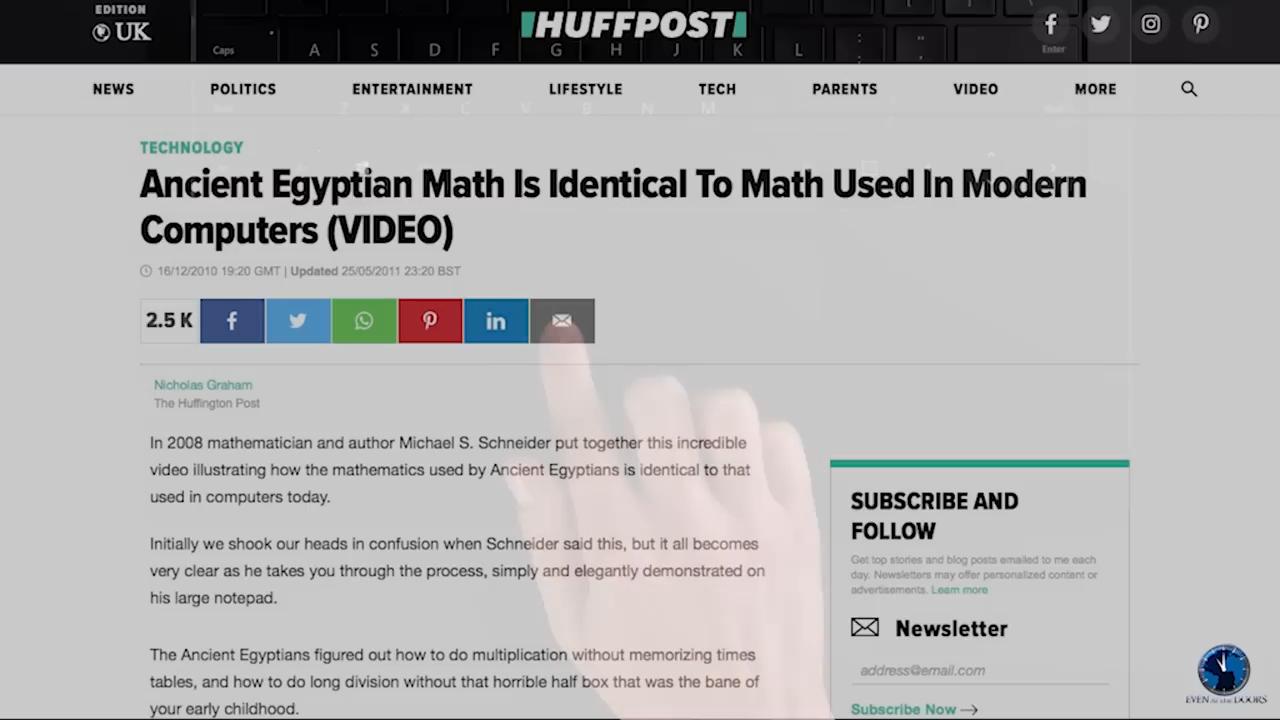 EDITION
UK
HUFFPOST
Caps A S D F G H J K L : ; " Enter
NEWS POLITICS ENTERTAINMENT LIFESTYLE TECH PARENTS VIDEO MORE
Z X C V B N M
TECHNOLOGY
Ancient Egyptian Math Is Identical To Math Used In Modern
Computers (VIDEO)
16/12/2010 19:20 GMT | Updated 25/05/2011 23:20 BST
2.5 K
Nicholas Graham
The Huffington Post
In 2008 mathematician and author Michael S. Schneider put together this incredible
video illustrating how the mathematics used by Ancient Egyptians is identical to that
used in computers today.
Initially we shook our heads in confusion when Schneider said this, but it all becomes
very clear as he takes you through the process, simply and elegantly demonstrated on
his large notepad.
The Ancient Egyptians figured out how to do multiplication without memorizing times
tables, and how to do long division without that horrible half box that was the bane of
your early childhood.
SUBSCRIBE AND
FOLLOW
Get top stories and blog posts emailed to me each
day. Newsletters may offer personalized content or
advertisements. Learn more
Newsletter
address@email.com
Subscribe Now
EVEN AT THE DOORS